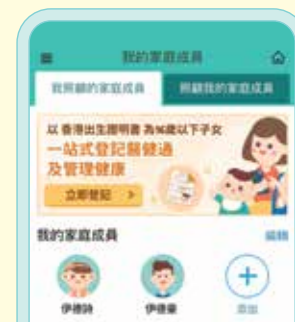 我的家庭成員
我照顧的家庭成員 照顧我的家庭成員
以 香港出生證明書 為16歲以下子女
一站式登記醫健通
及管理健康
立即登記 >
我的家庭成員 編輯
伊德詩 伊德豪 添加